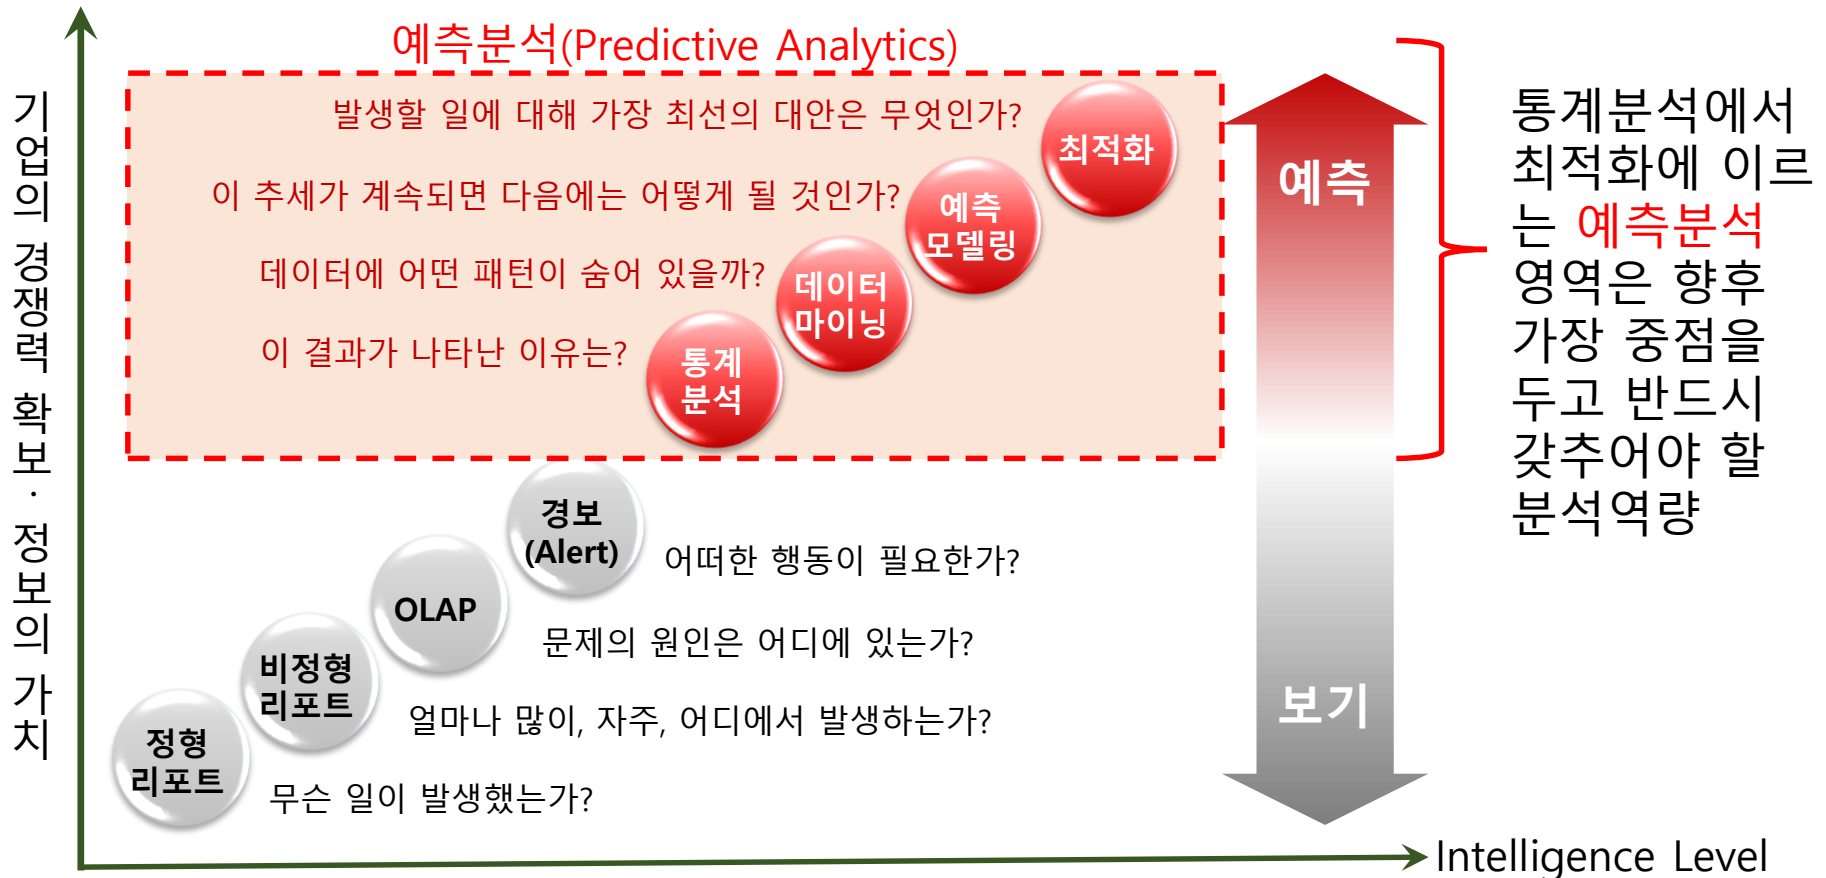 예측분석(Predictive Analytics)
기업의 경쟁력 확보· 정보의 가치
발생할 일에 대해 가장 최선의 대안은 무엇인가?
최적화
이 추세가 계속되면 다음에는 어떻게 될 것인가?
예측
모델링
데이터에 어떤 패턴이 숨어 있을까?
데이터
마이닝
이 결과가 나타난 이유는?
통계
분석
경보
(Alert)
어떠한 행동이 필요한가?
OLAP
문제의 원인은 어디에 있는가?
비정형
리포트
얼마나 많이, 자주, 어디에서 발생하는가?
정형
리포트
무슨 일이 발생했는가?
예측
보기
통계분석에서
최적화에 이르
는 예측분석
영역은 향후
가장 중점을
두고 반드시
갖추어야 할
분석역량
Intelligence Level